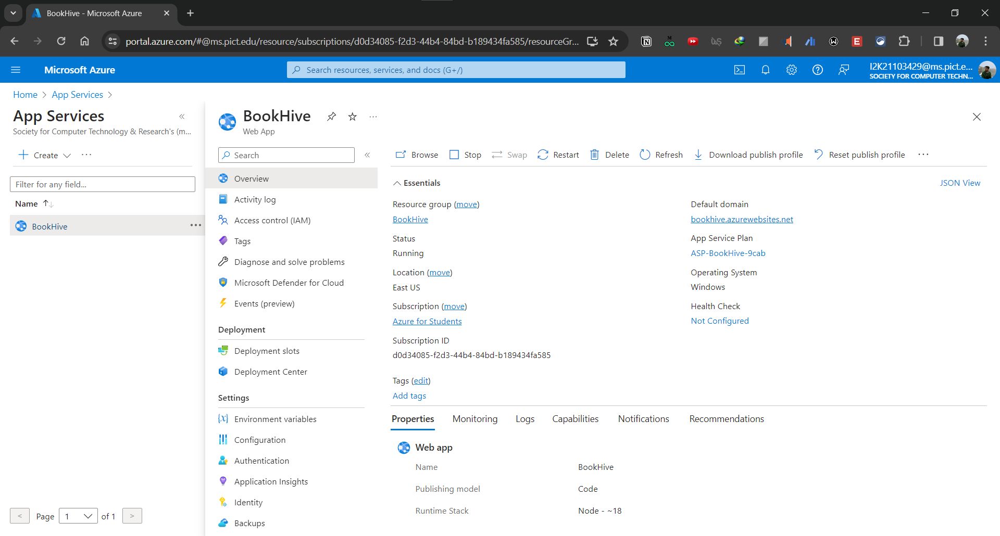 BookHive - Microsoft Azure
portal.azure.com/#@ms.pict.edu/resource/subscriptions/d0d34085-f2d3-44b4-84bd-b189434fa585/resourceGr...
Microsoft Azure
Search resources, services, and docs (G+/)
I2K21103429@ms.pict.e...
SOCIETY FOR COMPUTER TECHN...
Home > App Services >
App Services
Society for Computer Technology & Research's (m...
Create
Filter for any field...
Name
BookHive
Page 1 of 1
BookHive
Web App
Search
Overview
Activity log
Access control (IAM)
Tags
Diagnose and solve problems
Microsoft Defender for Cloud
Events (preview)
Deployment
Deployment slots
Deployment Center
Settings
Environment variables
Configuration
Authentication
Application Insights
Identity
Backups
Browse Stop Swap Restart Delete Refresh Download publish profile Reset publish profile
Essentials
JSON View
Resource group (move)
BookHive
Status
Running
Location (move)
East US
Subscription (move)
Azure for Students
Subscription ID
d0d34085-f2d3-44b4-84bd-b189434fa585
Tags (edit)
Add tags
Default domain
bookhive.azurewebsites.net
App Service Plan
ASP-BookHive-9cab
Operating System
Windows
Health Check
Not Configured
Properties Monitoring Logs Capabilities Notifications Recommendations
Web app
Name BookHive
Publishing model Code
Runtime Stack Node - ~18